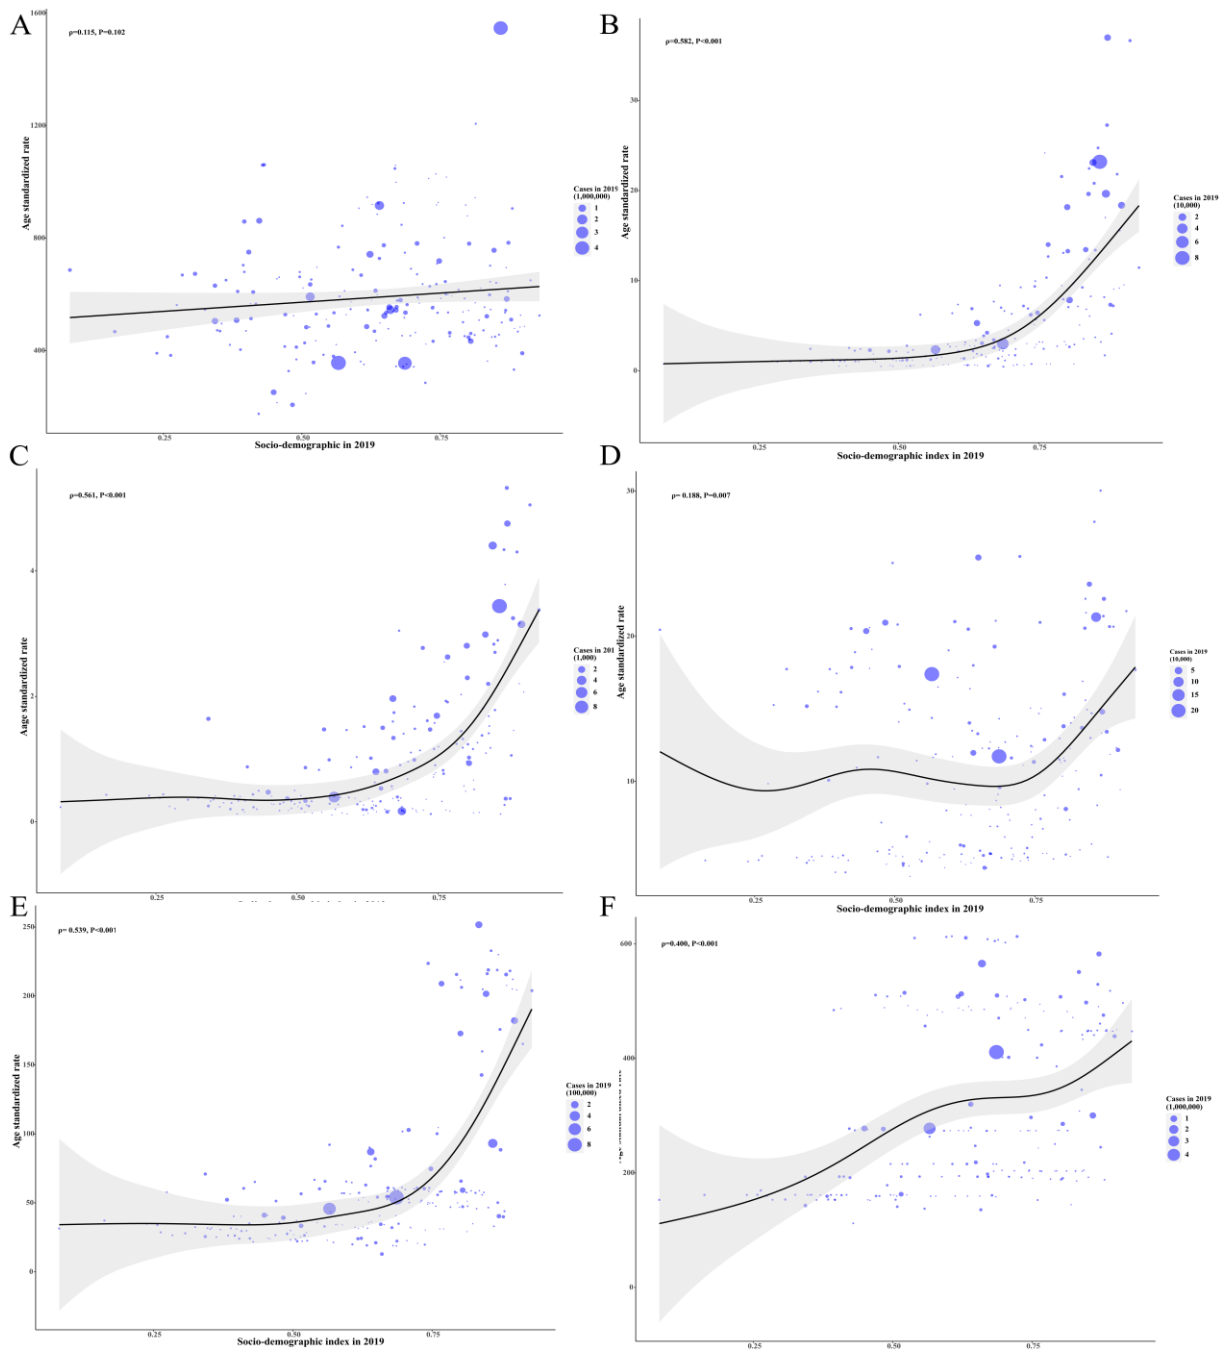 A
1600
ρ=0.115, P=0.102
1200
800
400
Age standardized rate
0.25
0.50
0.75
Socio-demographic in 2019
Cases in 2019
(1,000,000)
1
2
3
4
B
ρ=0.582, P<0.001
30
20
10
0
Age standardized rate
0.25
0.50
0.75
Socio-demographic index in 2019
Cases in 2019
(10,000)
2
4
6
8
C
ρ=0.561, P<0.001
4
2
0
Aage standardized rate
0.25
0.50
0.75
Cases in 201
(1,000)
2
4
6
8
D
ρ= 0.188, P=0.007
30
20
10
Age standardized rate
0.25
0.50
0.75
Socio-demographic index in 2019
Cases in 2019
(10,000)
5
10
15
20
E
ρ= 0.539, P<0.001
250
200
150
100
50
0
Age standardized rate
0.25
0.50
0.75
Socio-demographic index in 2019
Cases in 2019
(100,000)
2
4
6
8
F
ρ=0.400, P<0.001
600
400
200
0
0.25
0.50
0.75
Cases in 2019
(1,000,000)
1
2
3
4